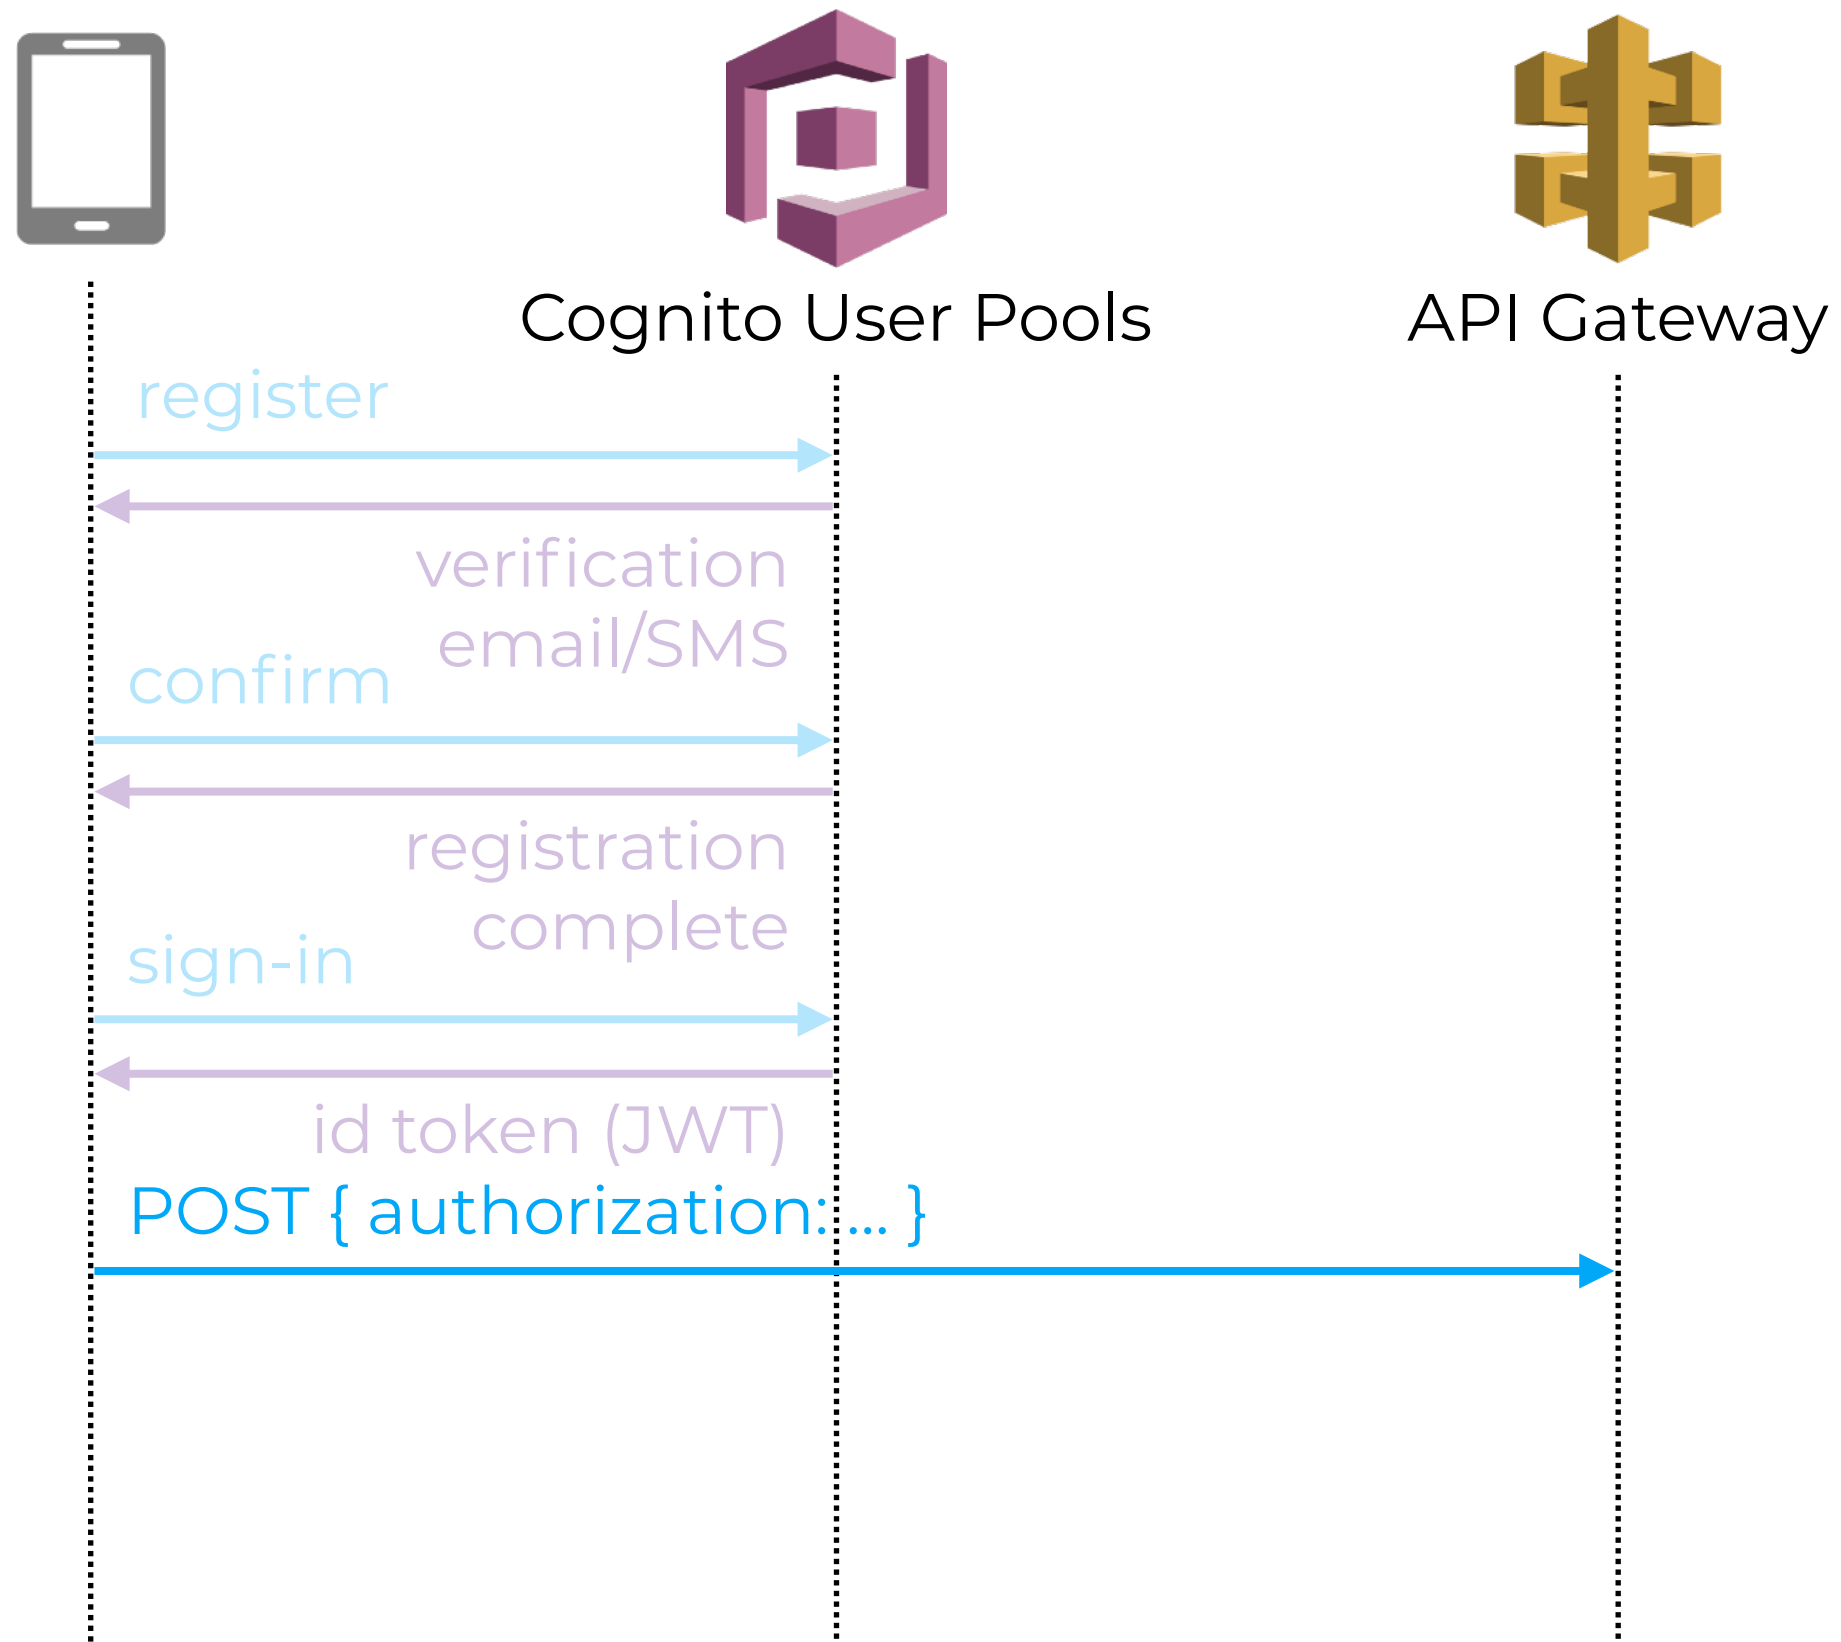 Cognito User Pools
API Gateway
register
verification
email/SMS
confirm
registration
complete
sign-in
id token (JWT)
POST { authorization: ... }